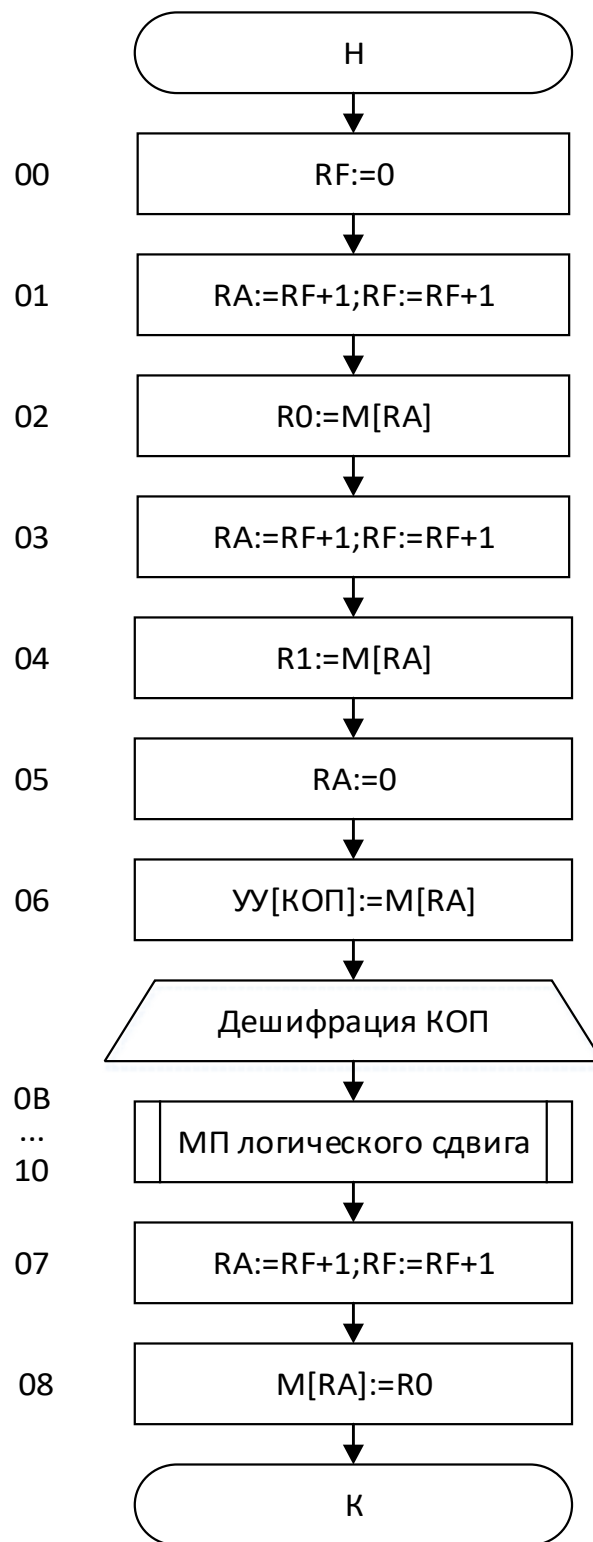 Н
00
RF:=0
01
RA:=RF+1;RF:=RF+1
02
R0:=M[RA]
03
RA:=RF+1;RF:=RF+1
04
R1:=M[RA]
05
RA:=0
06
УУ[КОП]:=M[RA]
Дешифрация КОП
0B
...
10
МП логического сдвига
07
RA:=RF+1;RF:=RF+1
08
M[RA]:=R0
К